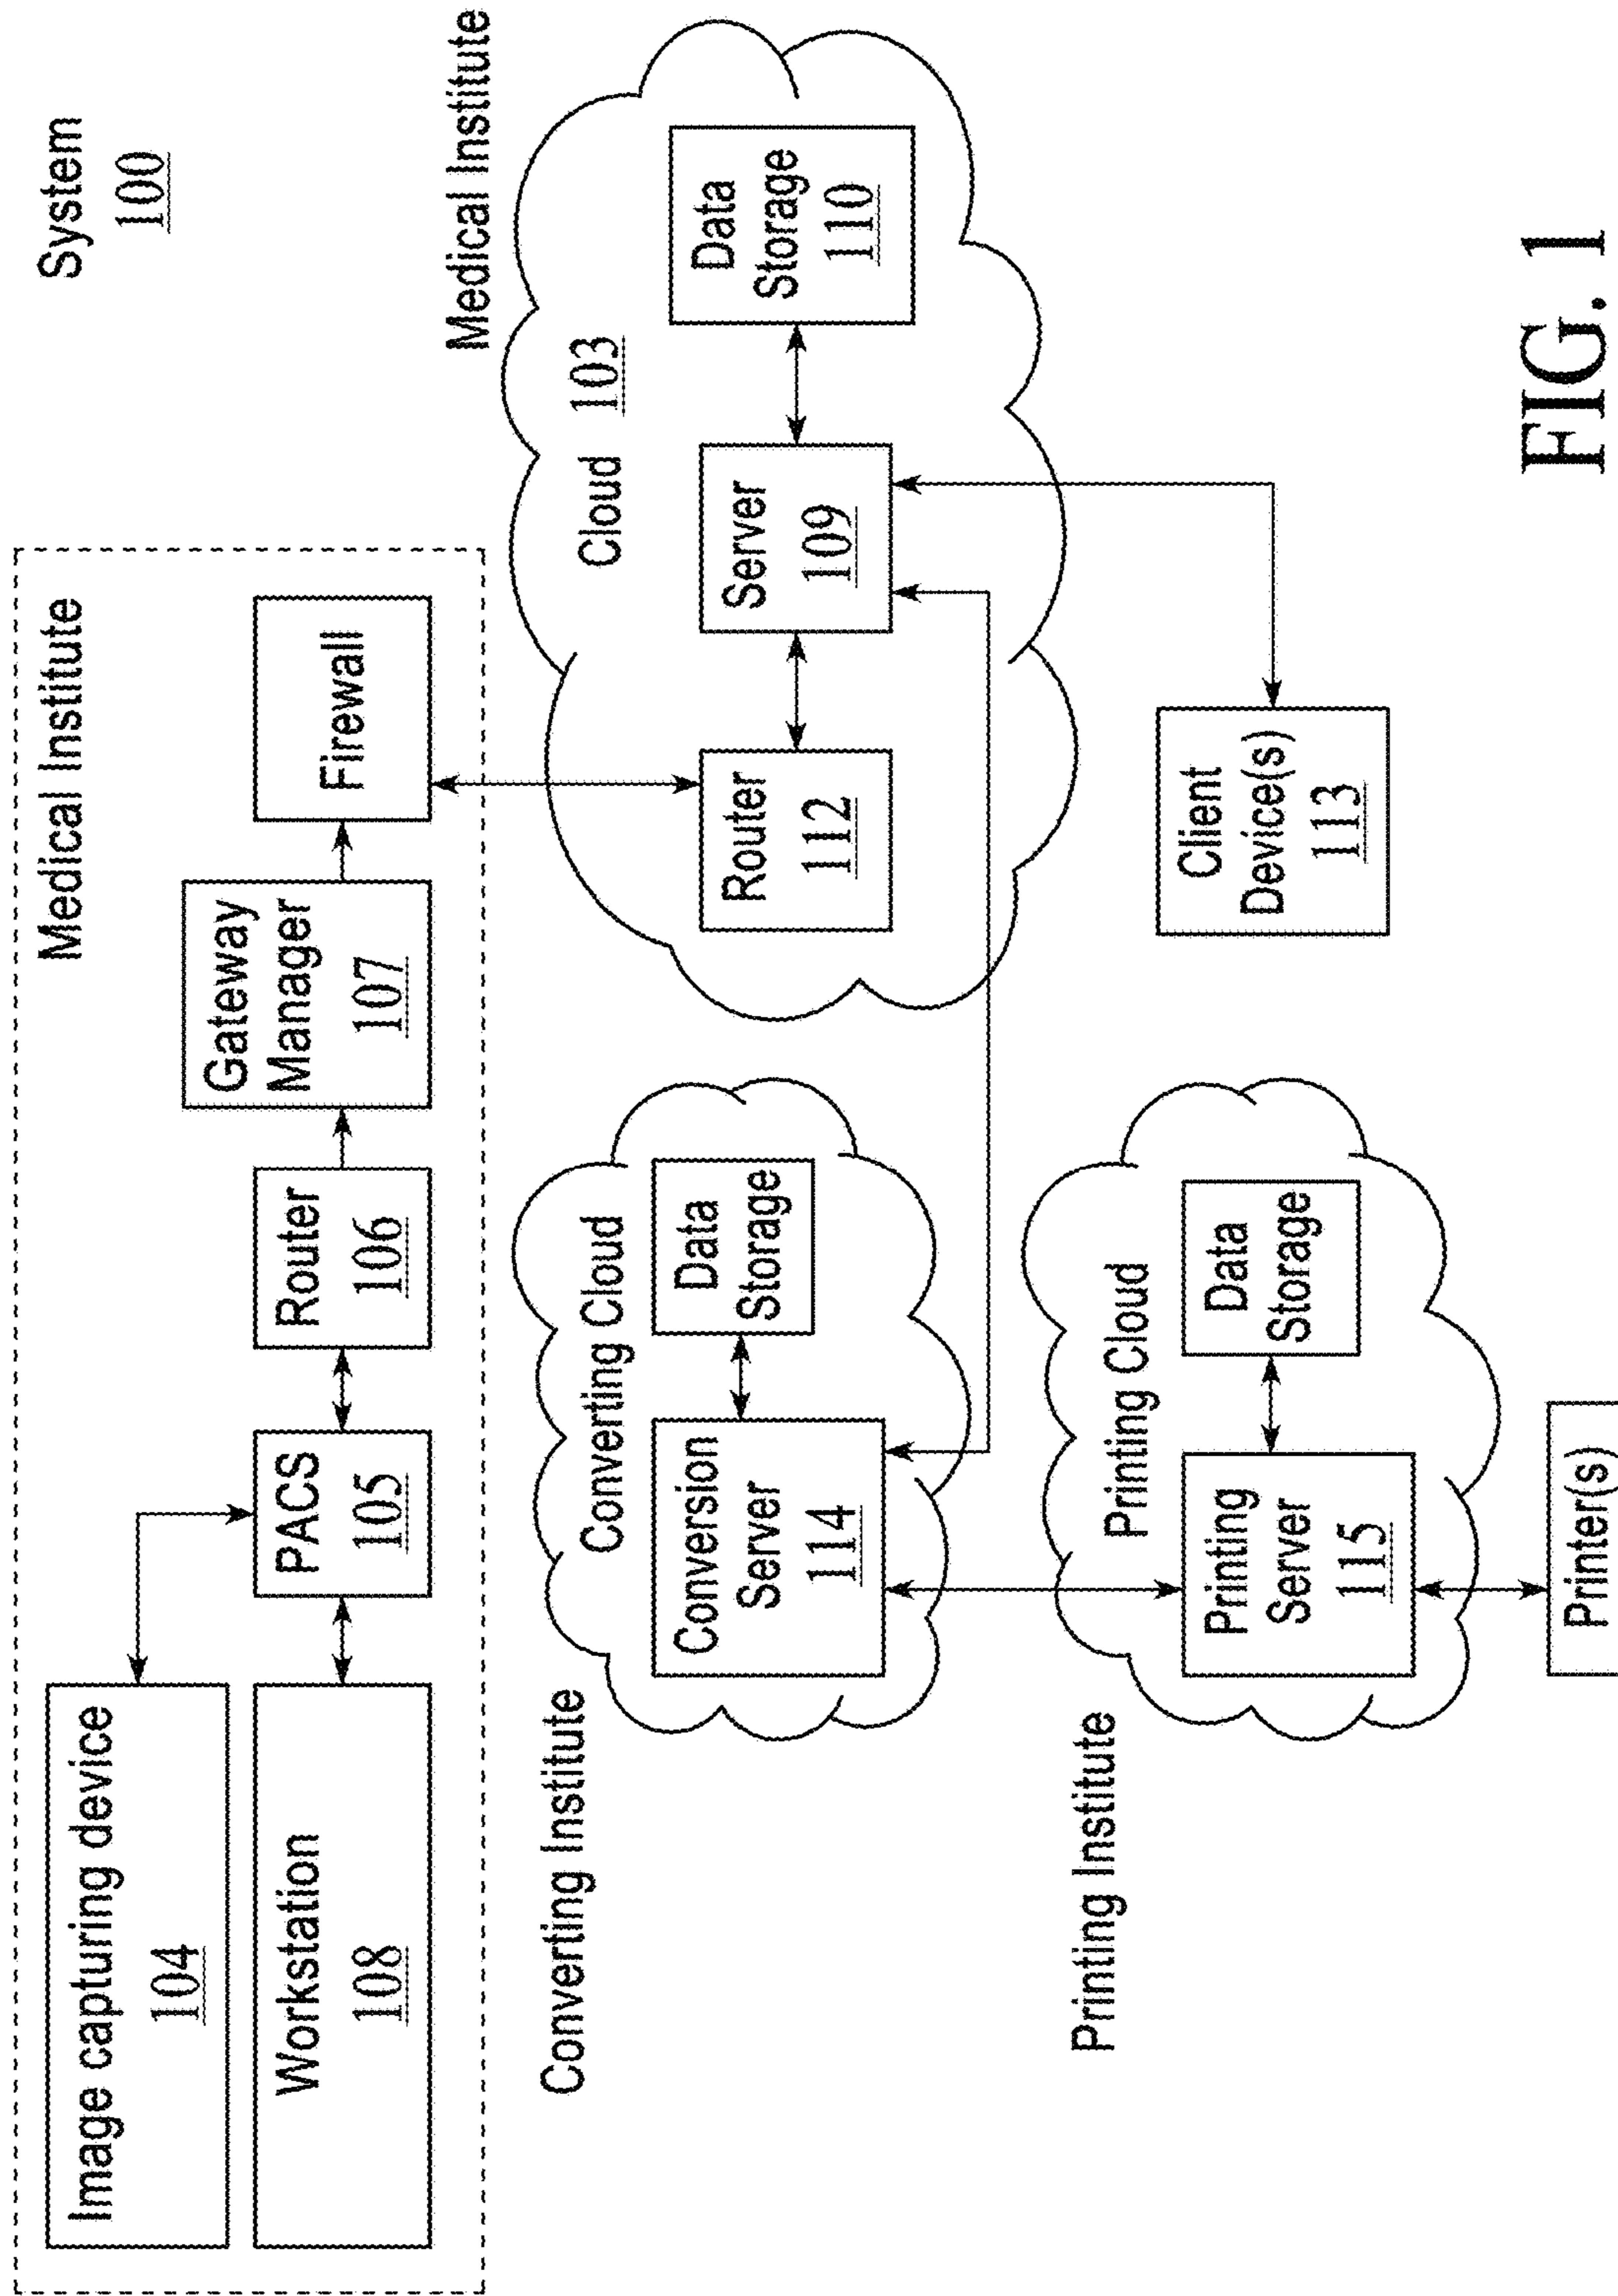 System
100
Medical Institute
Image capturing device
104
Workstation
108
PACS
105
Router
106
Gateway
Manager
107
Firewall
Medical Institute
Cloud 103
Router
112
Server
109
Data
Storage
110
Client
Device(s)
113
Converting Institute
Converting Cloud
Conversion
Server
114
Data
Storage
Printing Institute
Printing Cloud
Printing
Server
115
Data
Storage
Printer(s)
FIG. 1